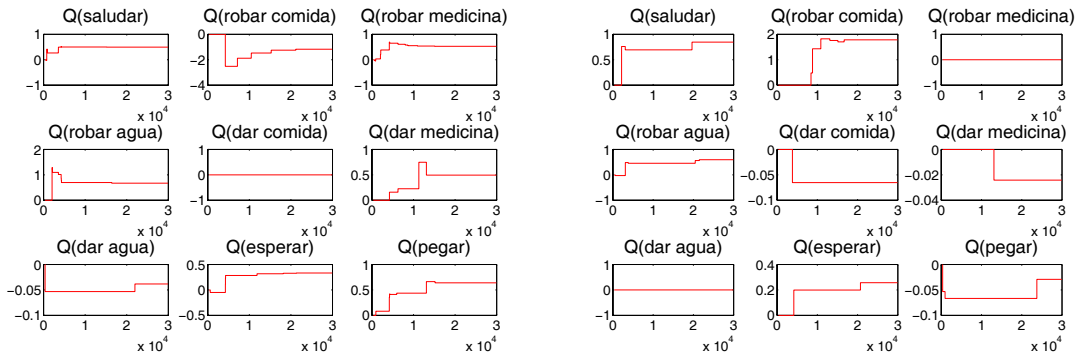 Q(saludar) Q(robar comida) Q(robar medicina) Q(saludar) Q(robar comida) Q(robar medicina)
1 0 1 1 2 1
0 −2 0 0.5 1 0
−1 −4 −1 0 0 −1
0 1 2 3 0 1 2 3 0 1 2 3 0 1 2 3 0 1 2 3 0 1 2 3
x 10^4 x 10^4 x 10^4 x 10^4 x 10^4 x 10^4
Q(robar agua) Q(dar comida) Q(dar medicina) Q(robar agua) Q(dar comida) Q(dar medicina)
2 1 1 1 0 0
1 0 0.5 0 −0.05 −0.02
0 −1 0 −1 −0.1 −0.04
0 1 2 3 0 1 2 3 0 1 2 3 0 1 2 3 0 1 2 3 0 1 2 3
x 10^4 x 10^4 x 10^4 x 10^4 x 10^4 x 10^4
Q(dar agua) Q(esperar) Q(pegar) Q(dar agua) Q(esperar) Q(pegar)
0 0.5 1 1 0.4 0
−0.05 0 0.5 0 0.2 −0.05
−0.1 −0.5 0 −1 0 −0.1
0 1 2 3 0 1 2 3 0 1 2 3 0 1 2 3 0 1 2 3 0 1 2 3
x 10^4 x 10^4 x 10^4 x 10^4 x 10^4 x 10^4